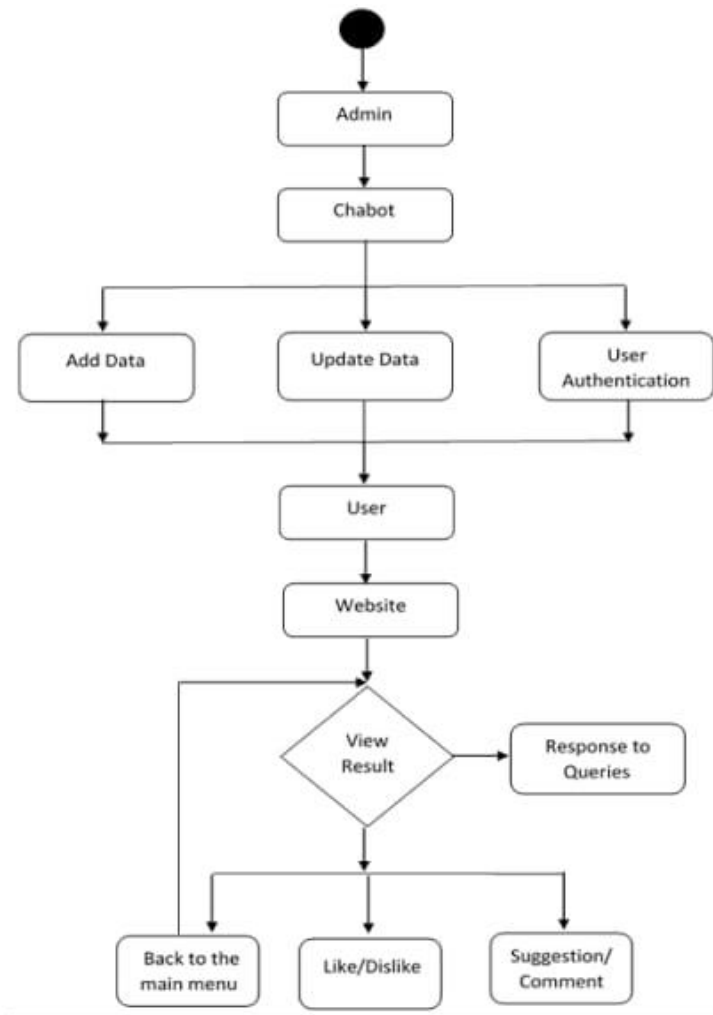 Admin
Chabot
Add Data
Update Data
User
Authentication
User
Website
View
Result
Response to
Queries
Back to the
main menu
Like/Dislike
Suggestion/
Comment